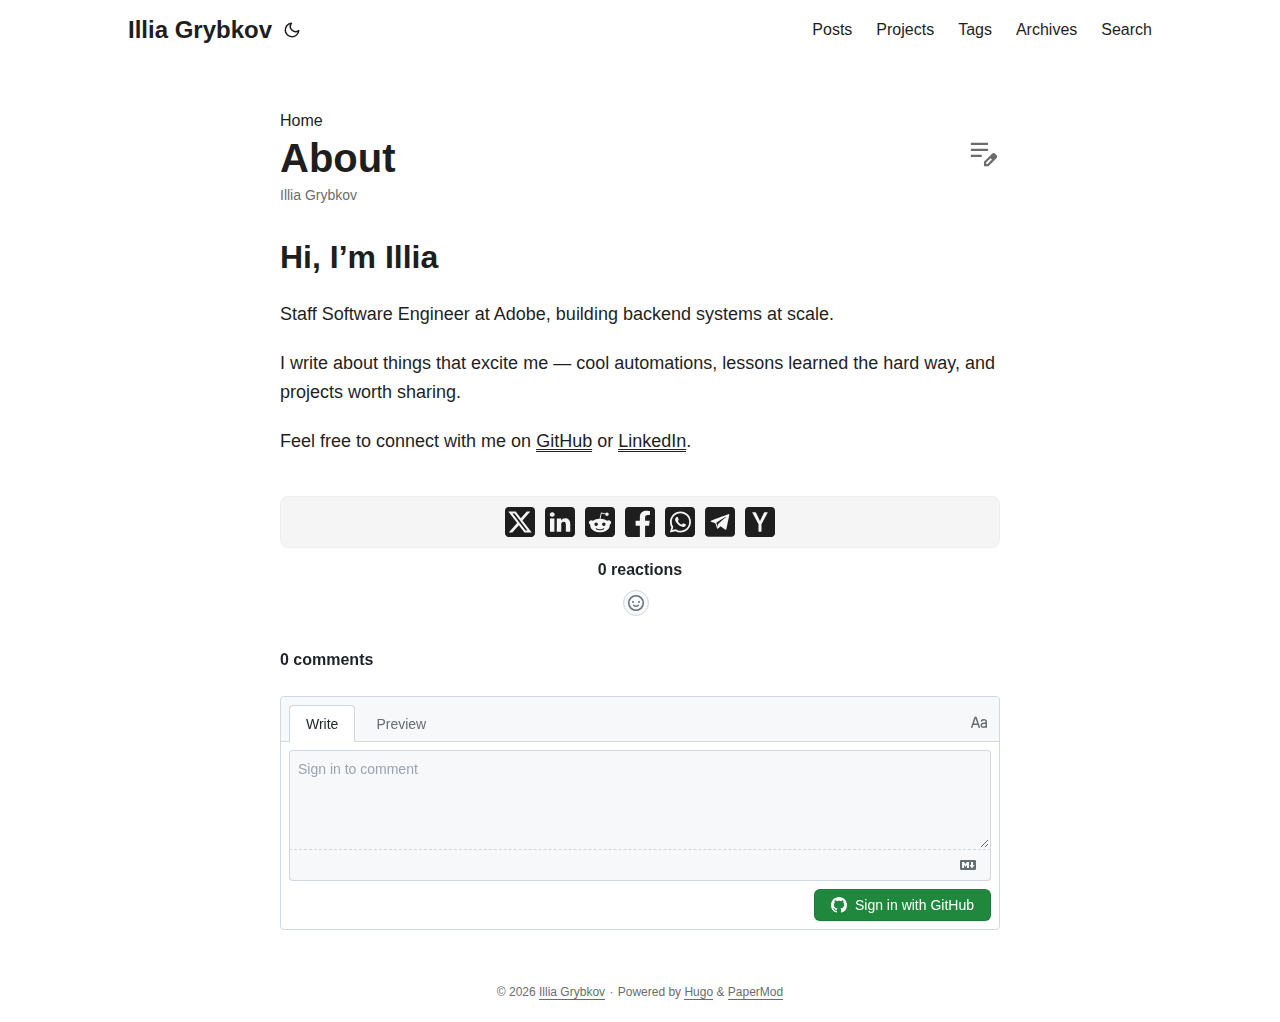 Illia Grybkov
Posts Projects Tags Archives Search
Home
About
Illia Grybkov
Hi, I’m Illia
Staff Software Engineer at Adobe, building backend systems at scale.
I write about things that excite me — cool automations, lessons learned the hard way, and
projects worth sharing.
Feel free to connect with me on GitHub or LinkedIn.
0 reactions
0 comments
Write Preview Aa
Sign in to comment
Sign in with GitHub
© 2026 Illia Grybkov · Powered by Hugo & PaperMod